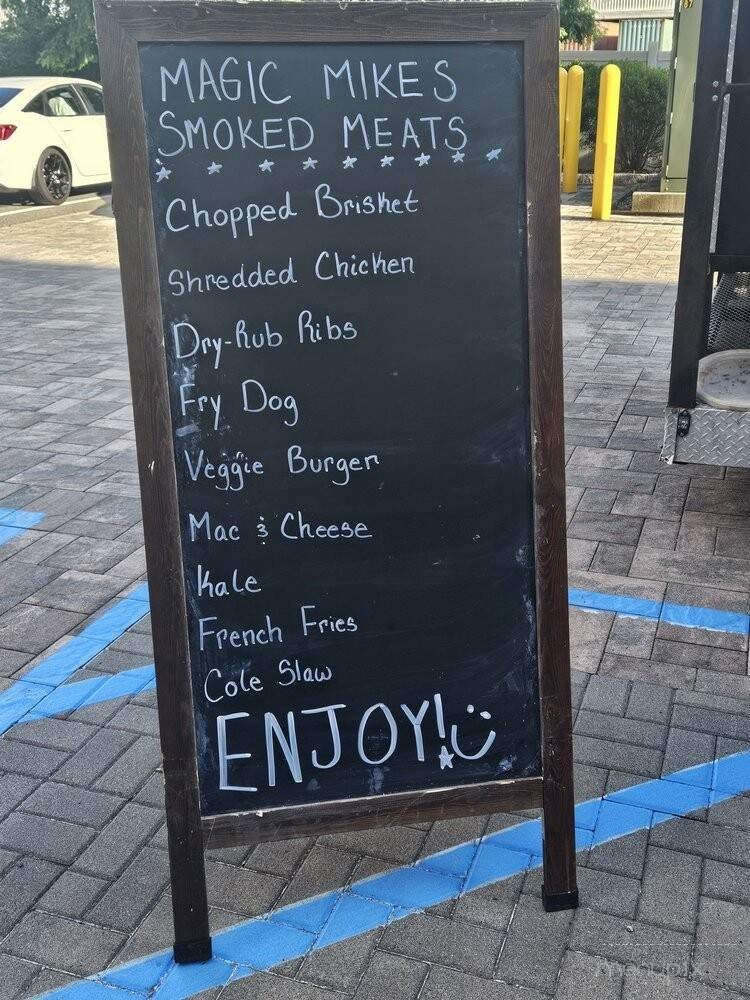 MAGIC MIKES
SMOKED MEATS
Chopped Brisket
Shredded Chicken
Dry-Rub Ribs
Fry Dog
Veggie Burger
Mac & Cheese
Kale
French Fries
Cole Slaw
ENJOY!
menupix